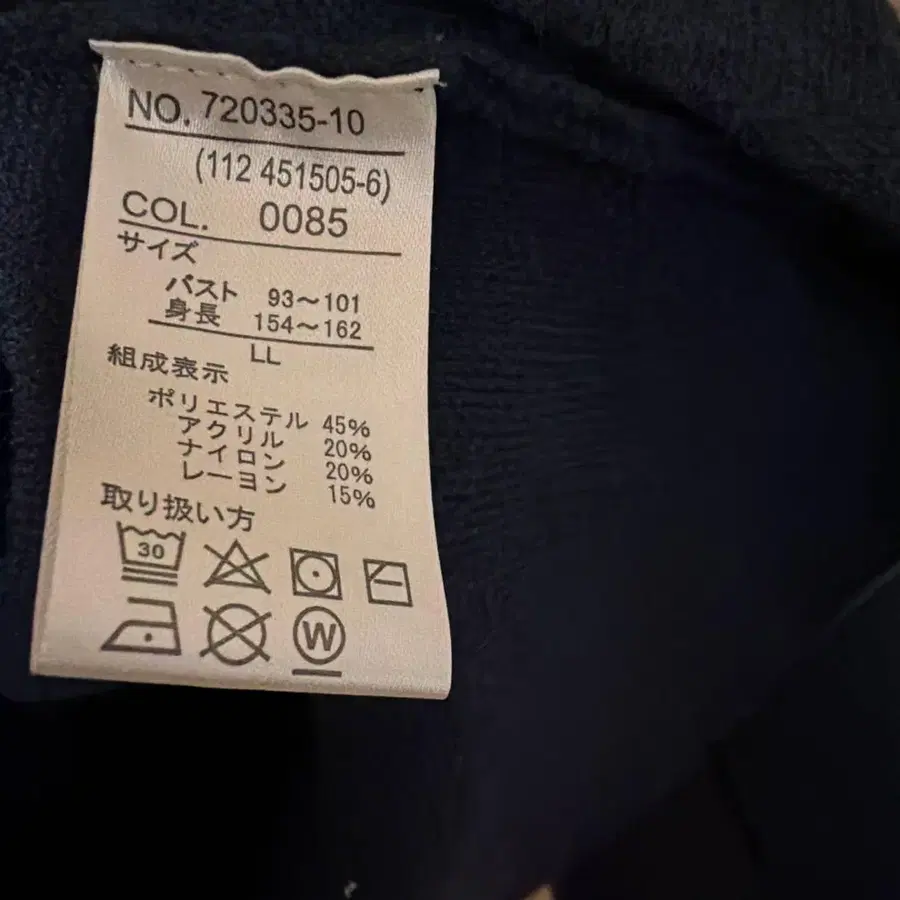 NO. 720335-10
(112 451505-6)
COL. 0085
サイズ
バスト 93〜101
身長 154〜162
LL
組成表示
ポリエステル 45%
アクリル 20%
ナイロン 20%
レーヨン 15%
取り扱い方
30
W